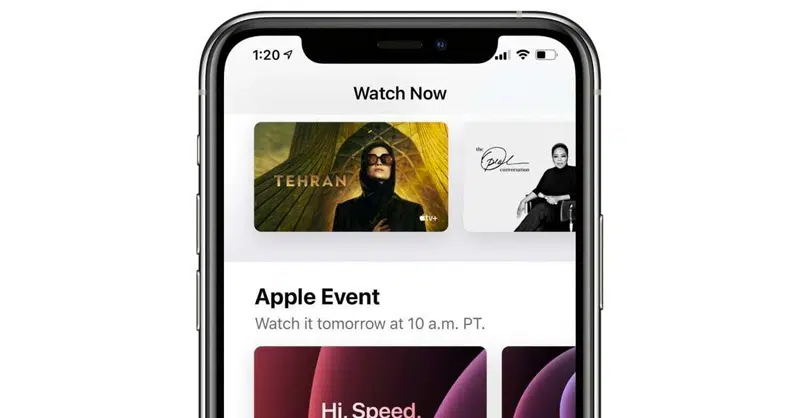 1:20
Watch Now
TEHRAN
tv+
the
Oprah
conversation
Apple Event
Watch it tomorrow at 10 a.m. PT.
Hi, Speed.